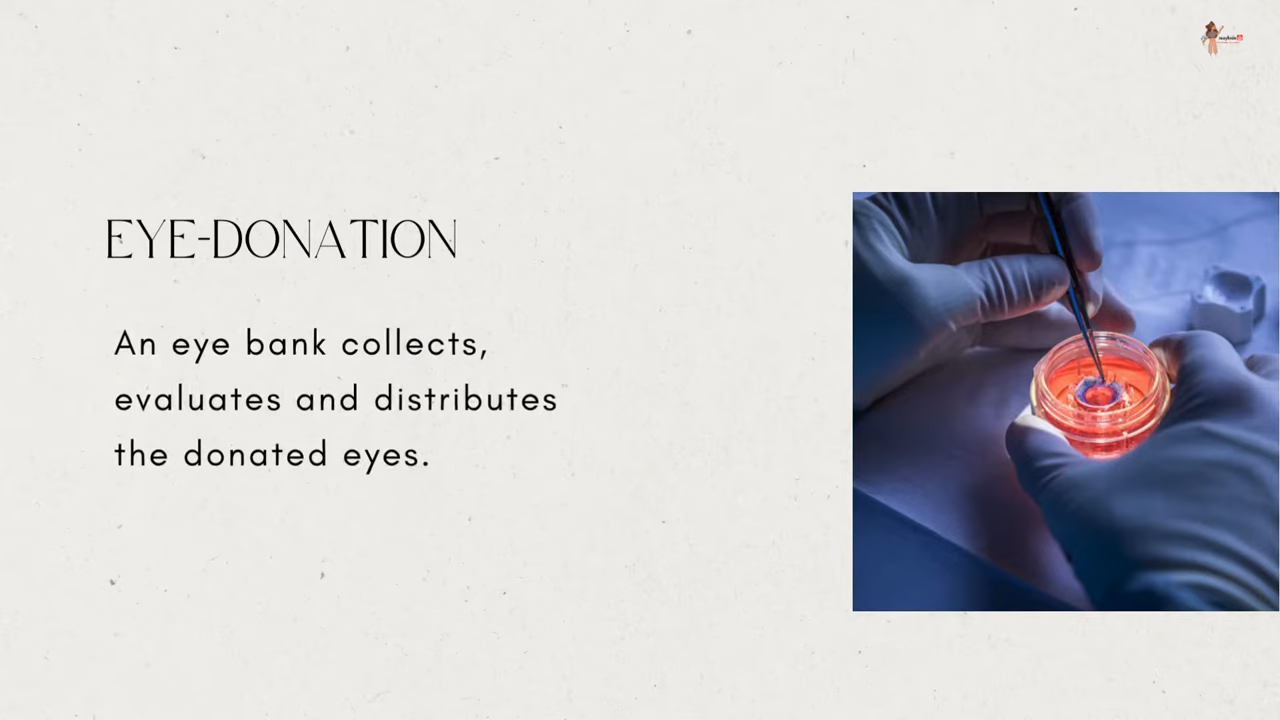 EYE-DONATION
An eye bank collects,
evaluates and distributes
the donated eyes.